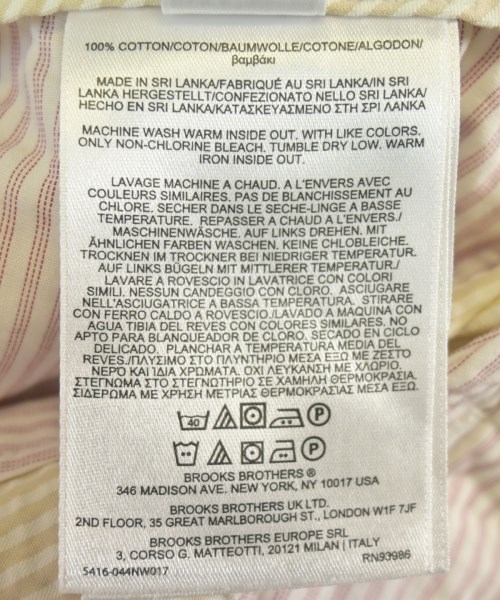 100% COTTON/COTON/BAUMWOLLE/COTONE/ALGODON/
βαμβάκι
MADE IN SRI LANKA/FABRIQUÉ AU SRI LANKA/IN SRI
LANKA HERGESTELLT/CONFEZIONATO NELLO SRI LANKA/
HECHO EN SRI LANKA/ΚΑΤΑΣΚΕΥΑΣΜΕΝΟ ΣΤΗ ΣΡΙ ΛΑΝΚΑ
MACHINE WASH WARM INSIDE OUT. WITH LIKE COLORS.
ONLY NON-CHLORINE BLEACH. TUMBLE DRY LOW. WARM
IRON INSIDE OUT.
LAVAGE MACHINE A CHAUD. A L'ENVERS AVEC
COULEURS SIMILAIRES. PAS DE BLANCHISSEMENT AU
CHLORE. SECHER DANS LE SECHE-LINGE A BASSE
TEMPERATURE. REPASSER A CHAUD A L'ENVERS./
MASCHINENWÄSCHE. AUF LINKS DREHEN. MIT
ÄHNLICHEN FARBEN WASCHEN. KEINE CHLOBLEICHE.
TROCKNEN IM TROCKNER BEI NIEDRIGER TEMPERATUR.
AUF LINKS BÜGELN MIT MITTLERER TEMPERATUR./
LAVARE A ROVESCIO IN LAVATRICE CON COLORI
SIMILI. NESSUN CANDEGGIO CON CLORO. ASCIUGARE
NELL'ASCIUGATRICE A BASSA TEMPERATURA. STIRARE
CON FERRO CALDO A ROVESCIO./LAVADO A MAQUINA CON
AGUA TIBIA DEL REVES CON COLORES SIMILARES. NO
APTO PARA BLANQUEADOR DE CLORO. SECADO EN CICLO
DELICADO. PLANCHAR A TEMPERATURA MEDIA DEL
REVES./ΠΛΥΣΙΜΟ ΣΤΟ ΠΛΥΝΤΗΡΙΟ ΜΕΣΑ ΕΞΩ ΜΕ ΖΕΣΤΟ
ΝΕΡΟ ΚΑΙ ΙΔΙΑ ΧΡΩΜΑΤΑ. ΟΧΙ ΛΕΥΚΑΝΣΗ ΜΕ ΧΛΩΡΙΟ.
ΣΤΕΓΝΩΜΑ ΣΤΟ ΣΤΕΓΝΩΤΗΡΙΟ ΣΕ ΧΑΜΗΛΗ ΘΕΡΜΟΚΡΑΣΙΑ.
ΣΙΔΕΡΩΜΑ ΜΕ ΧΡΗΣΗ ΜΕΤΡΙΑΣ ΘΕΡΜΟΚΡΑΣΙΑΣ ΜΕΣΑ ΕΞΩ.
40 P
P
BROOKS BROTHERS ®
346 MADISON AVE. NEW YORK, NY 10017 USA
BROOKS BROTHERS UK LTD.
2ND FLOOR, 35 GREAT MARLBOROUGH ST., LONDON W1F 7JF
BROOKS BROTHERS EUROPE SRL
3, CORSO G. MATTEOTTI, 20121 MILAN | ITALY
RN93986
5416-044NW017